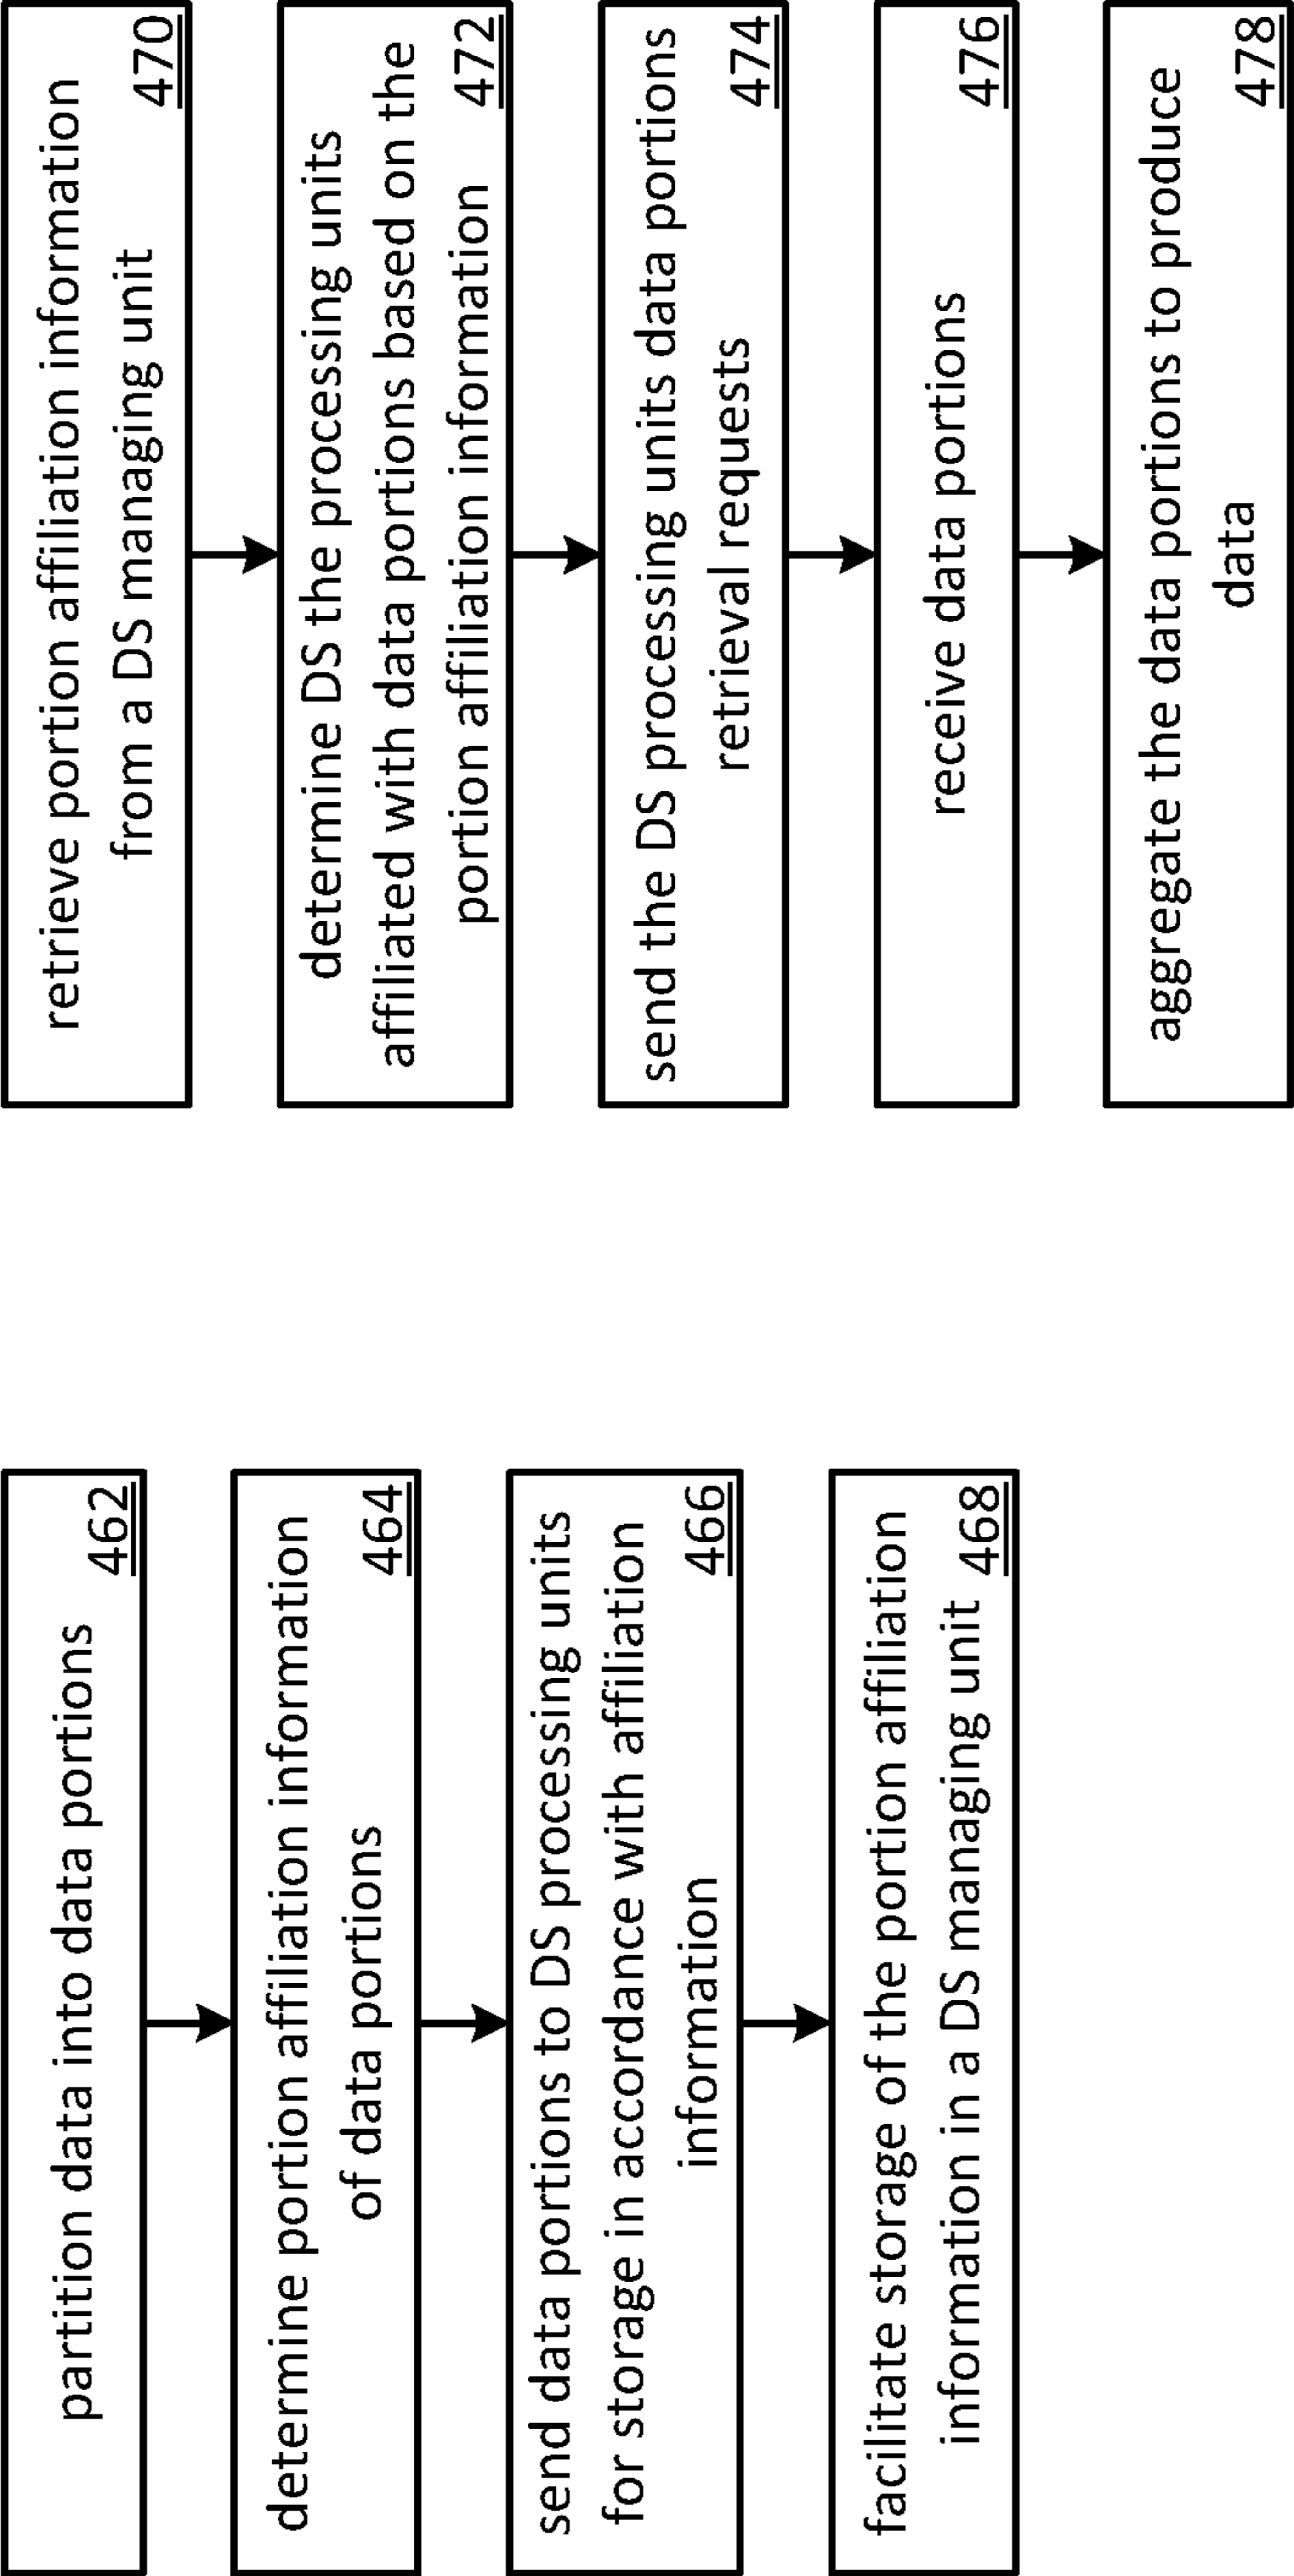 partition data into data portions
462
determine portion affiliation information
of data portions
464
send data portions to DS processing units
for storage in accordance with affiliation
information
466
facilitate storage of the portion affiliation
information in a DS managing unit
468
retrieve portion affiliation information
from a DS managing unit
470
determine DS the processing units
affiliated with data portions based on the
portion affiliation information
472
send the DS processing units data portions
retrieval requests
474
receive data portions
476
aggregate the data portions to produce
data
478